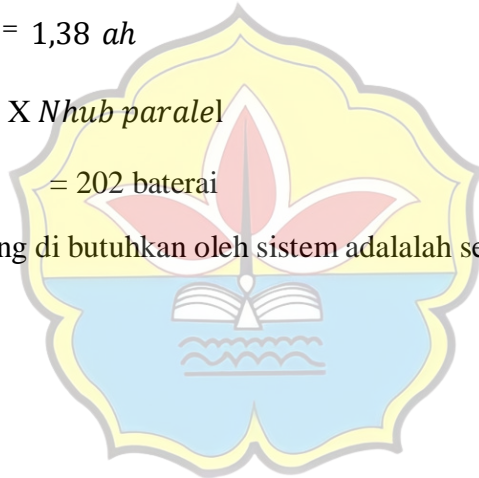 = 1,38 ah
X Nhub paralel
= 202 baterai
ng di butuhkan oleh sistem adalalah se